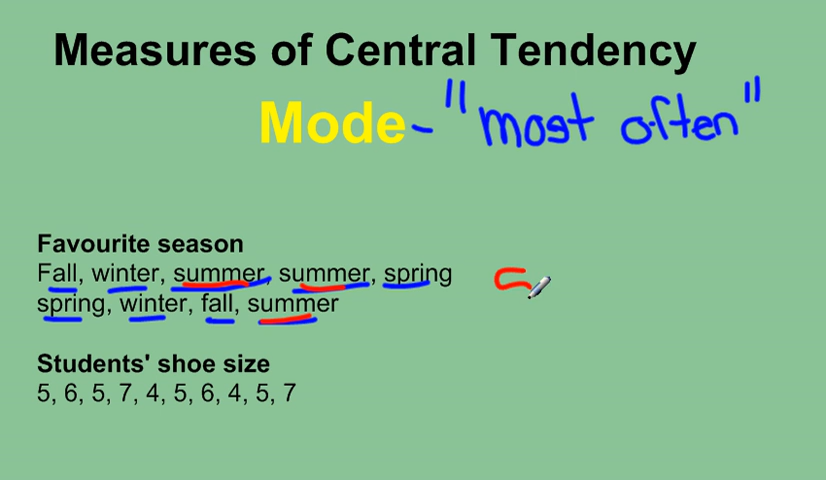 Measures of Central Tendency
Mode - "most often"
Favourite season
Fall, winter, summer, summer, spring
spring, winter, fall, summer
Students' shoe size
5, 6, 5, 7, 4, 5, 6, 4, 5, 7